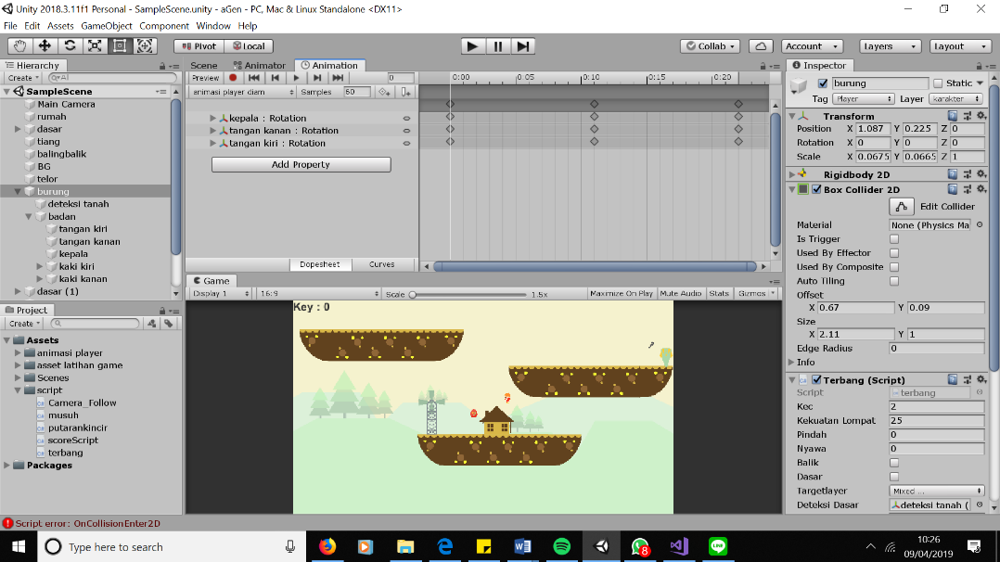 Unity 2018.3.11f1 Personal - SampleScene.unity - aGen - PC, Mac & Linux Standalone <DX11>
File Edit Assets GameObject Component Window Help
Pivot Local Collab Account Layers Layout
Hierarchy
Create All
SampleScene
Main Camera
rumah
dasar
tiang
balingbalik
BG
telor
burung
deteksi tanah
badan
tangan kiri
tangan kanan
kepala
kaki kiri
kaki kanan
dasar (1)
Scene Animator Animation
Preview 0 0:00 0:05 0:10 0:15 0:20
animasi player diam Samples 60
kepala : Rotation
tangan kanan : Rotation
tangan kiri : Rotation
Add Property
Dopesheet Curves
Game
Display 1 16:9 Scale 1.5x Maximize On Play Mute Audio Stats Gizmos
Key : 0
Inspector
burung Static
Tag Player Layer karakter
Transform
Position X 1.087 Y 0.225 Z 0
Rotation X 0 Y 0 Z 0
Scale X 0.0675 Y 0.0665 Z 1
Rigidbody 2D
Box Collider 2D
Edit Collider
Material None (Physics Ma
Is Trigger
Used By Effector
Used By Composite
Auto Tiling
Offset
X 0.67 Y 0.09
Size
X 2.11 Y 1
Edge Radius 0
Info
Terbang (Script)
Script terbang
Kec 2
Kekuatan Lompat 25
Pindah 0
Nyawa 0
Balik
Dasar
Targetlayer Mixed ...
Deteksi Dasar deteksi tanah (
Project
Create
Assets
animasi player
asset latihan game
Scenes
script
Camera_Follow
musuh
putarankincir
scoreScript
terbang
Packages
Script error: OnCollisionEnter2D
Type here to search
8
10:26
09/04/2019